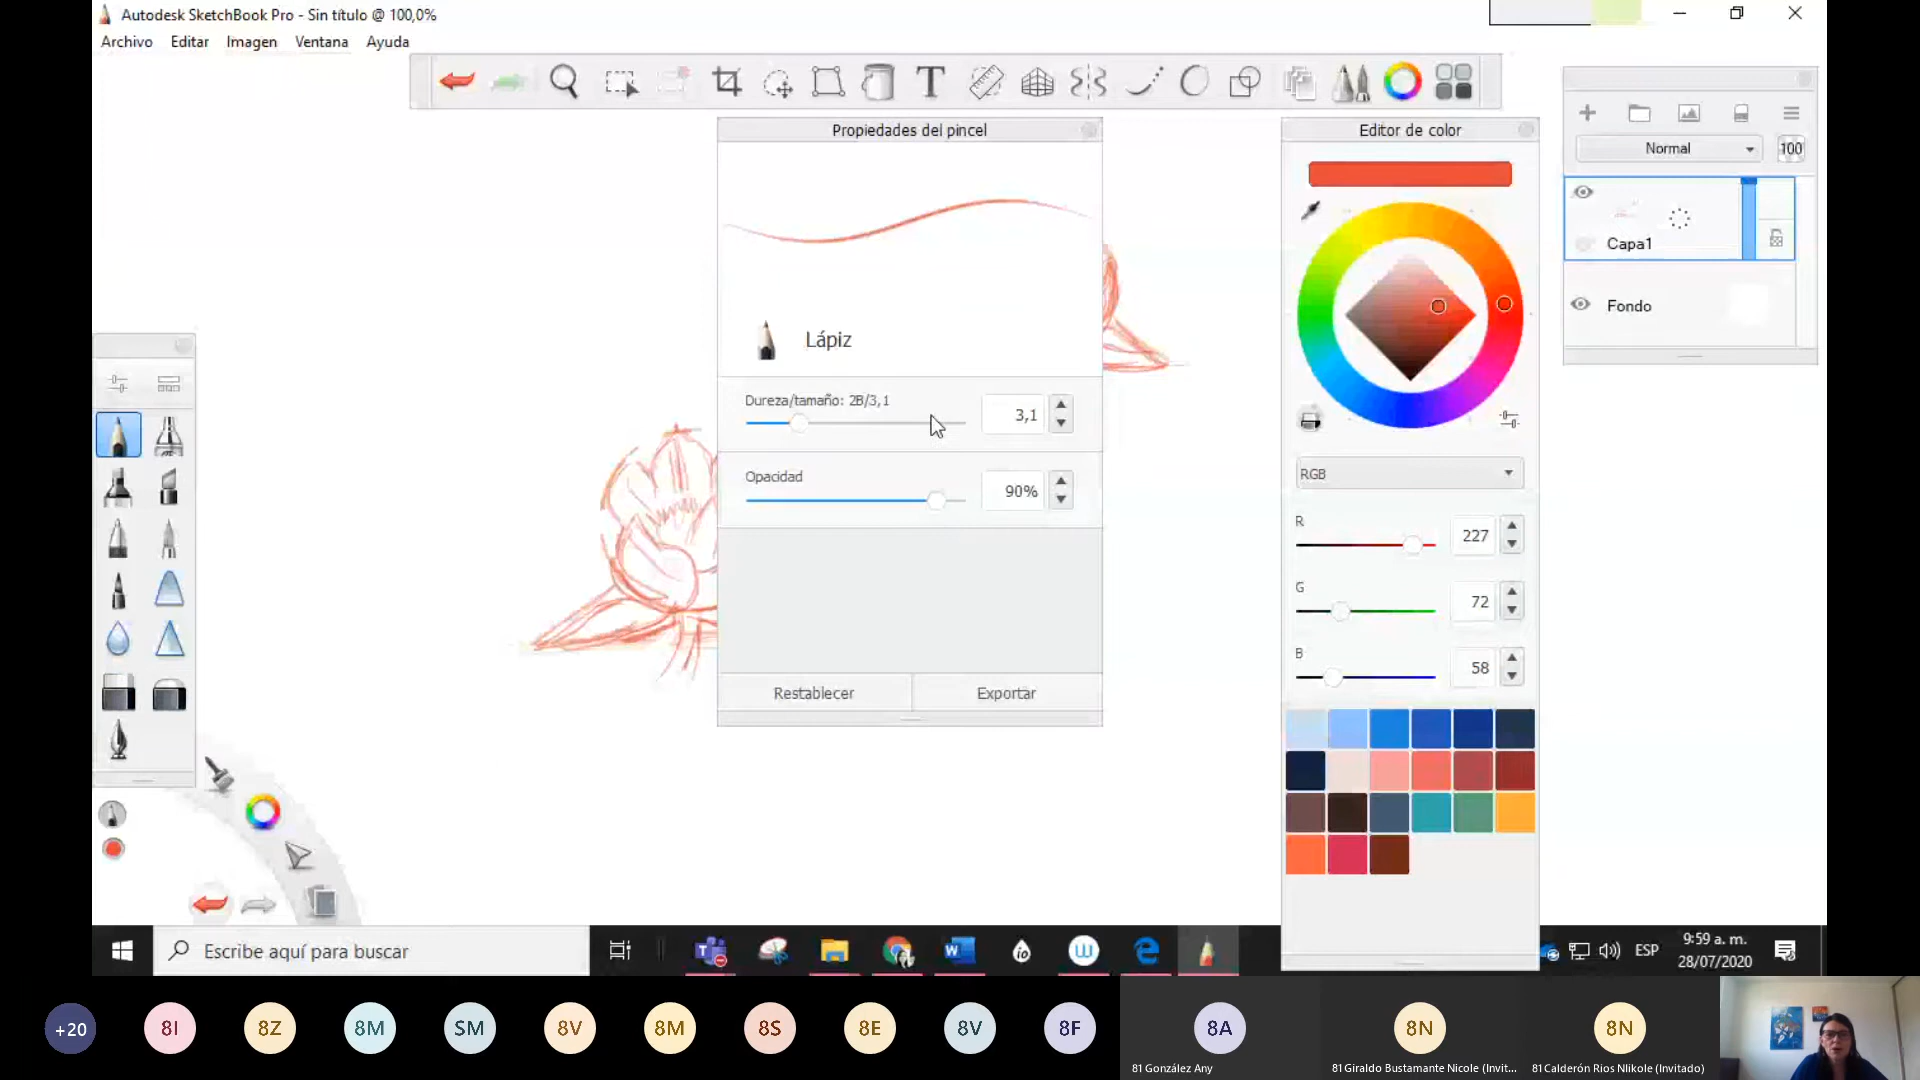 Autodesk SketchBook Pro - Sin título @ 100,0%
Archivo Editar Imagen Ventana Ayuda
Propiedades del pincel
Lápiz
Dureza/tamaño: 2B/3,1
3,1
Opacidad
90%
Restablecer Exportar
Editor de color
RGB
R
227
G
72
B
58
Normal 100
Capa1
Fondo
Escribe aquí para buscar
ESP
9:59 a. m.
28/07/2020
+20 8I 8Z 8M SM 8V 8M 8S 8E 8V 8F 8A 8N 8N
81 González Any
81 Giraldo Bustamante Nicole (Invit...
81 Calderón Rios Nlikole (Invitado)